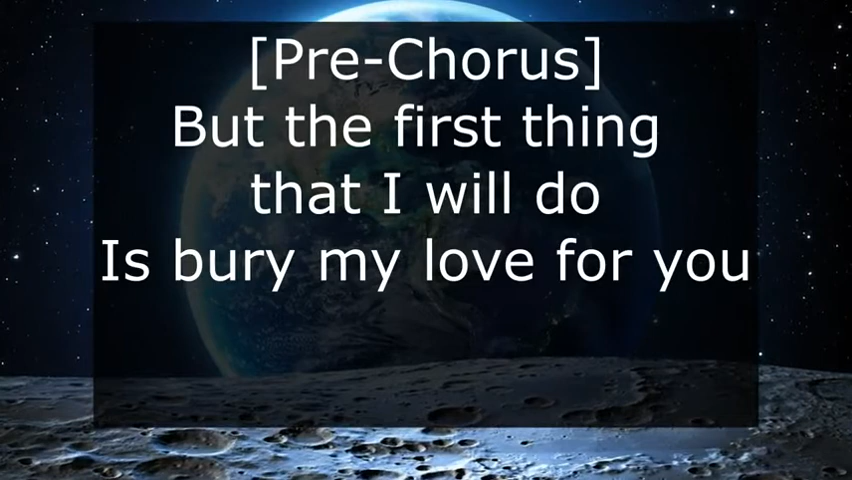 [Pre-Chorus]
But the first thing
that I will do
Is bury my love for you